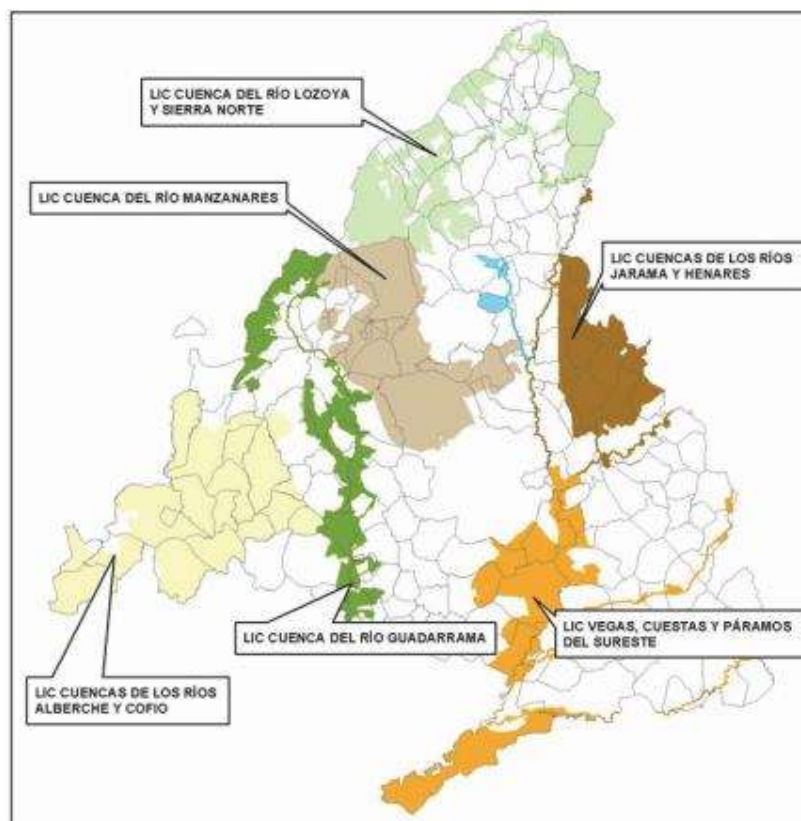 LIC CUENCA DEL RÍO LOZOYA
Y SIERRA NORTE
LIC CUENCA DEL RÍO MANZANARES
LIC CUENCAS DE LOS RÍOS
JARAMA Y HENARES
LIC CUENCA DEL RÍO GUADARRAMA
LIC VEGAS, CUESTAS Y PÁRAMOS
DEL SURESTE
LIC CUENCAS DE LOS RÍOS
ALBERCHE Y COFIO